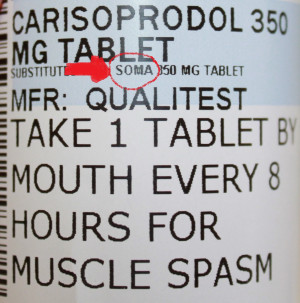 CARISOPRODOL 350
MG TABLET
SUBSTITUT SOMA 350 MG TABLET
MFR: QUALITEST
TAKE 1 TABLET BY
MOUTH EVERY 8
HOURS FOR
MUSCLE SPASM